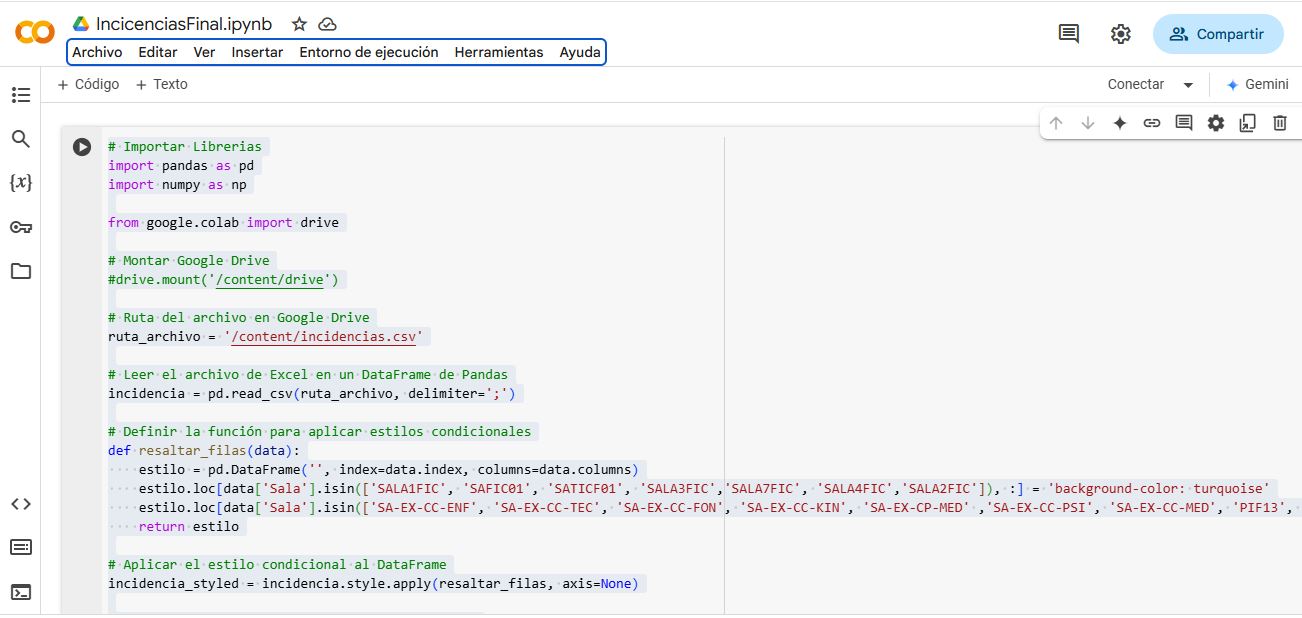 IncicenciasFinal.ipynb
Archivo Editar Ver Insertar Entorno de ejecución Herramientas Ayuda
Compartir
+ Código + Texto
Conectar
Gemini
# Importar Librerias
import pandas as pd
import numpy as np
from google.colab import drive
# Montar Google Drive
#drive.mount('/content/drive')
# Ruta del archivo en Google Drive
ruta_archivo = '/content/incidencias.csv'
# Leer el archivo de Excel en un DataFrame de Pandas
incidencia = pd.read_csv(ruta_archivo, delimiter=';')
# Definir la función para aplicar estilos condicionales
def resaltar_filas(data):
    estilo = pd.DataFrame('', index=data.index, columns=data.columns)
    estilo.loc[data['Sala'].isin(['SALA1FIC', 'SAFIC01', 'SATICF01', 'SALA3FIC','SALA7FIC', 'SALA4FIC','SALA2FIC']), :] = 'background-color: turquoise'
    estilo.loc[data['Sala'].isin(['SA-EX-CC-ENF', 'SA-EX-CC-TEC', 'SA-EX-CC-FON', 'SA-EX-CC-KIN', 'SA-EX-CP-MED' ,'SA-EX-CC-PSI', 'SA-EX-CC-MED', 'PIF13',
    return estilo
# Aplicar el estilo condicional al DataFrame
incidencia_styled = incidencia.style.apply(resaltar_filas, axis=None)